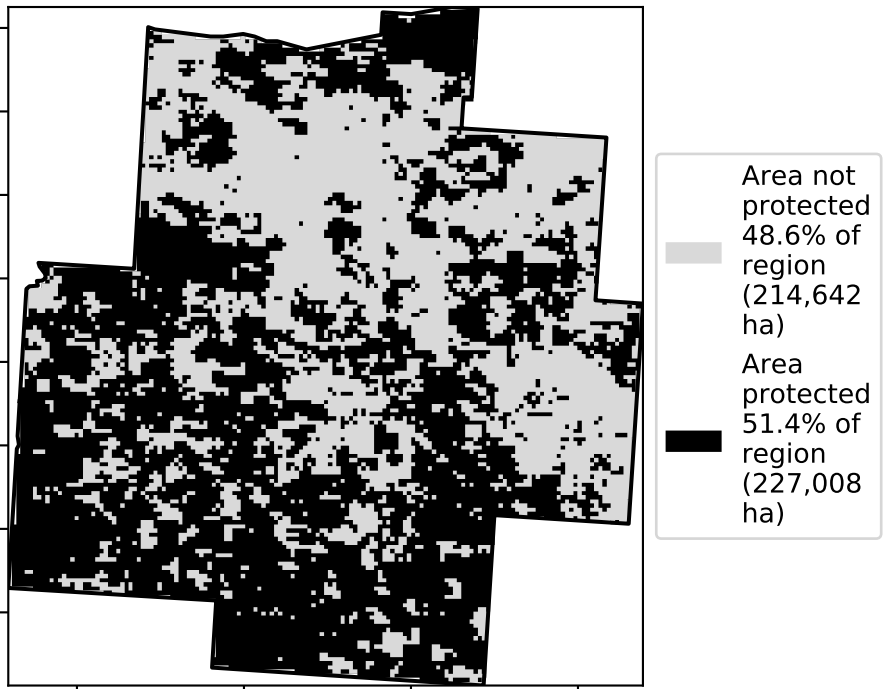 Area not
protected
48.6% of
region
(214,642
ha)
Area
protected
51.4% of
region
(227,008
ha)